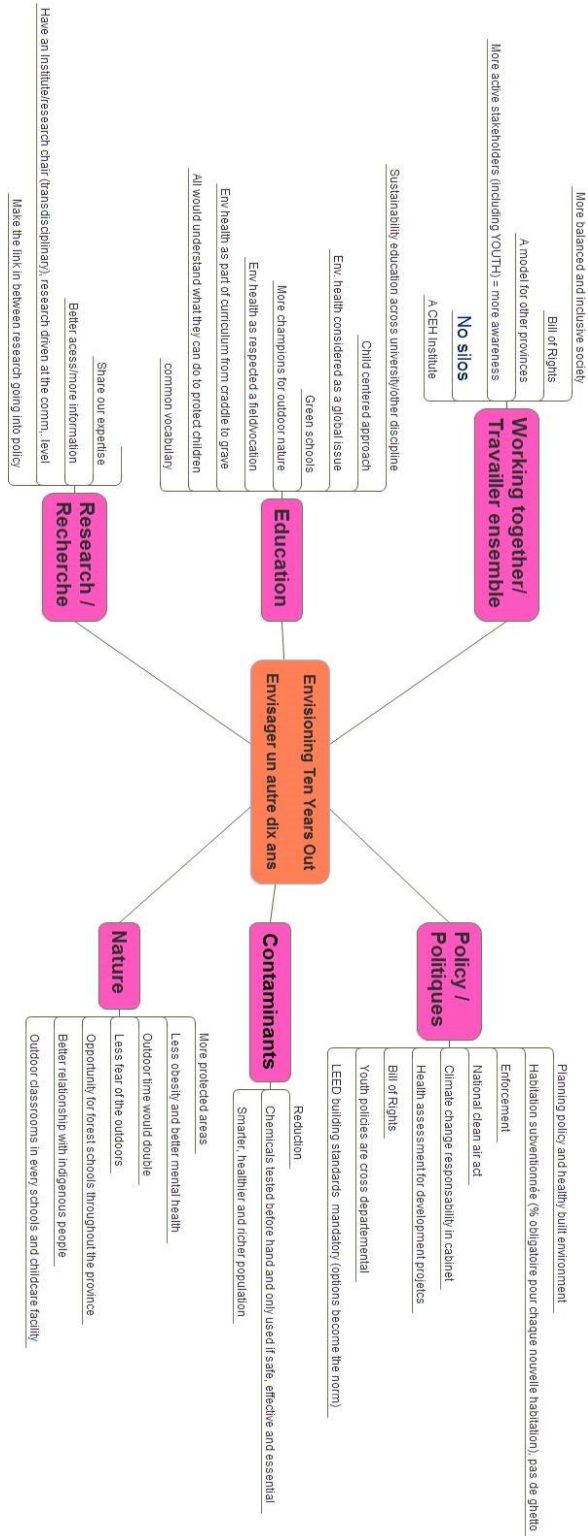 Envisioning Ten Years Out
Envisager un autre dix ans
Working together/
Travailler ensemble
More balanced and inclusive society
Bill of Rights
A model for other provinces
More active stakeholders (including YOUTH) = more awareness
No silos
A CEH Institute
Education
Sustainability education across university/other discipline
Child centered approach
Env. health considered as a global issue
Green schools
More champions for outdoor nature
Env health as respected a field/vocation
Env health as part of curriculum from craddle to grave
All would understand what they can do to protect children
common vocabulary
Research /
Recherche
Share our expertise
Better acess/more information
Have an Institute/research chair (transdisciplinary), research driven at the comm,. level
Make the link in between research going into policy
Policy /
Politiques
Planning policy and healthy built environment
Habitation subventionnée (% obligatoire pour chaque nouvelle habitation), pas de ghetto
Enforcement
National clean air act
Climate change responsability in cabinet
Health assessment for development projetcs
Bill of Rights
Youth policies are cross departemental
LEED building standards mandatory (options become the norm)
Contaminants
Reduction
Chemicals tested before hand and only used if safe, effective and essential
Smarter, healthier and richer population
Nature
More protected areas
Less obesity and better mental health
Outdoor time would double
Less fear of the outdoors
Opportunity for forest schools throughout the province
Better relationship with indigenous people
Outdoor classrooms in every schools and childcare facility